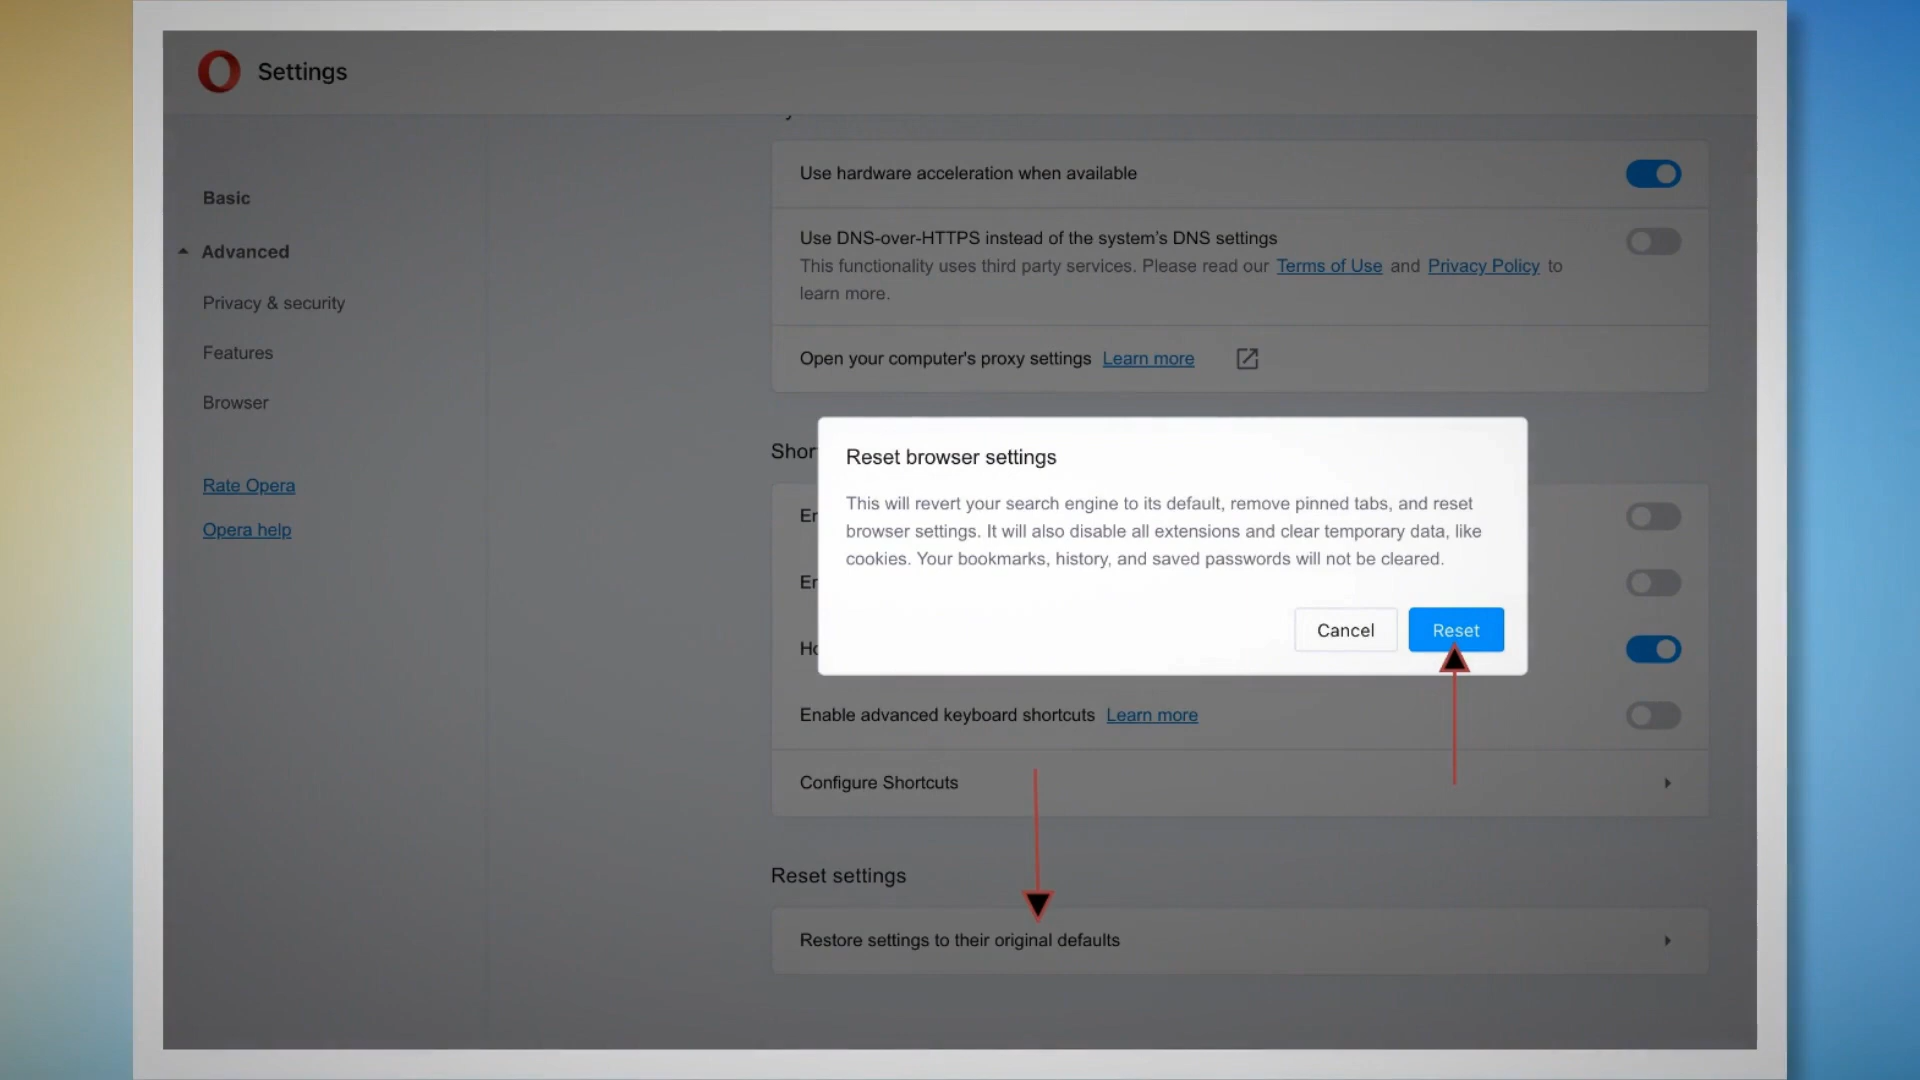 Settings
Basic
Advanced
Privacy & security
Features
Browser
Rate Opera
Opera help
Use hardware acceleration when available
Use DNS-over-HTTPS instead of the system's DNS settings
This functionality uses third party services. Please read our Terms of Use and Privacy Policy to
learn more.
Open your computer's proxy settings Learn more
Shor
Er
Er
Ho
Enable advanced keyboard shortcuts Learn more
Configure Shortcuts
Reset settings
Restore settings to their original defaults
Reset browser settings
This will revert your search engine to its default, remove pinned tabs, and reset
browser settings. It will also disable all extensions and clear temporary data, like
cookies. Your bookmarks, history, and saved passwords will not be cleared.
Cancel
Reset